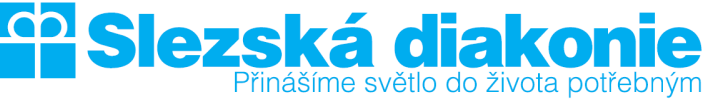 Slezská diakonie
Přinášíme světlo do života potřebným